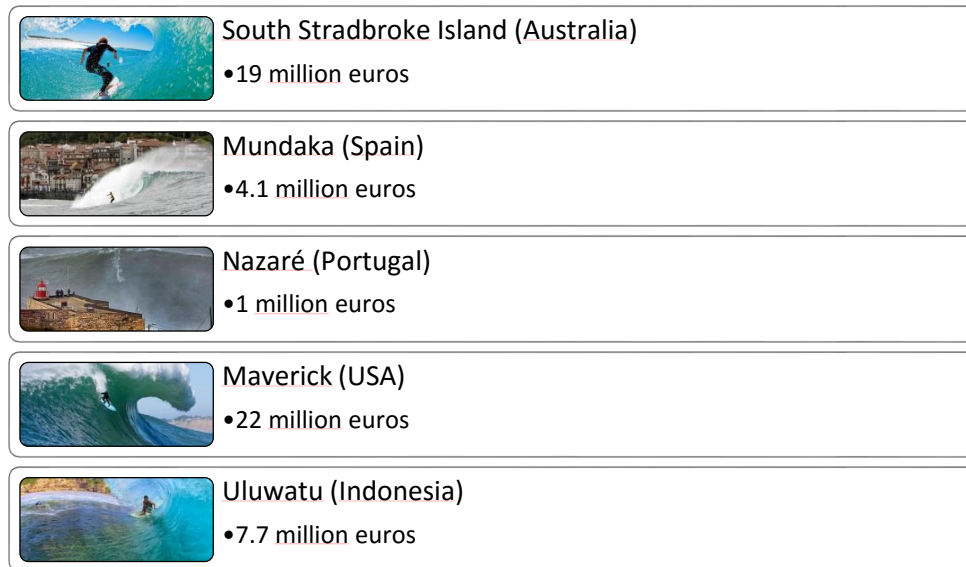 South Stradbroke Island (Australia)
•19 million euros
Mundaka (Spain)
•4.1 million euros
Nazaré (Portugal)
•1 million euros
Maverick (USA)
•22 million euros
Uluwatu (Indonesia)
•7.7 million euros